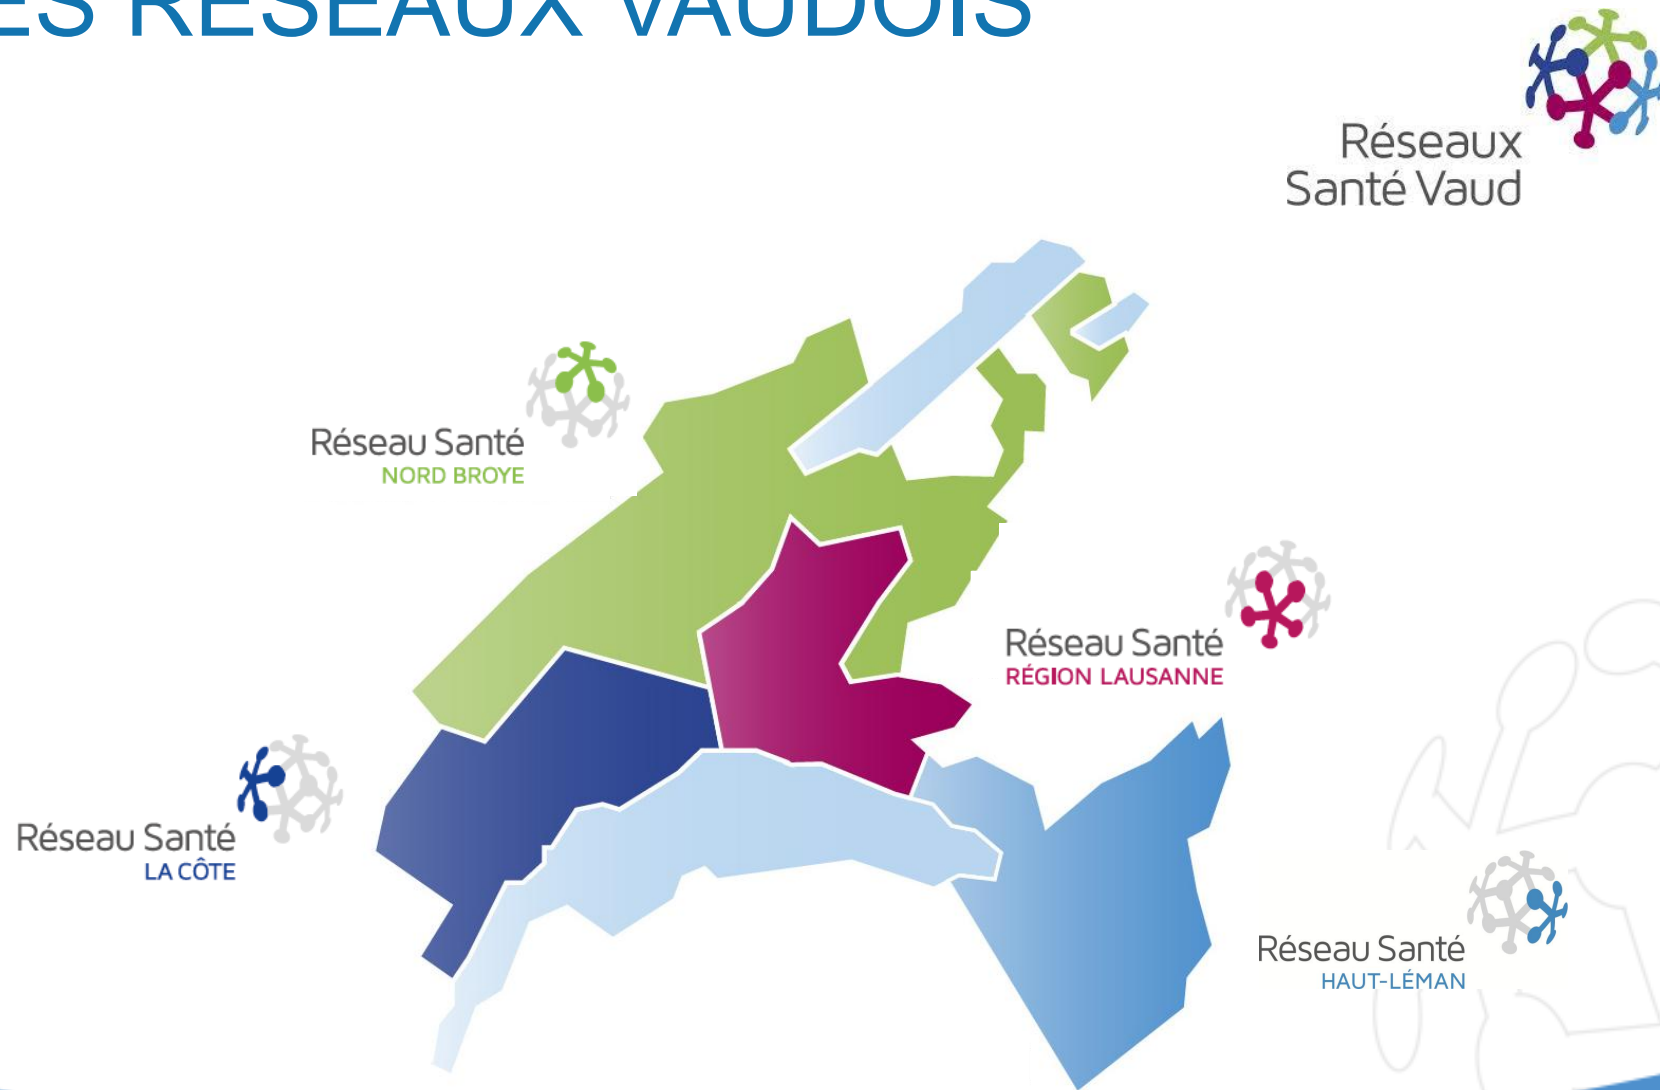 ES RÉSEAUX VAUDOIS
Réseaux
Santé Vaud
Réseau Santé
NORD BROYE
Réseau Santé
RÉGION LAUSANNE
Réseau Santé
LA CÔTE
Réseau Santé
HAUT-LÉMAN